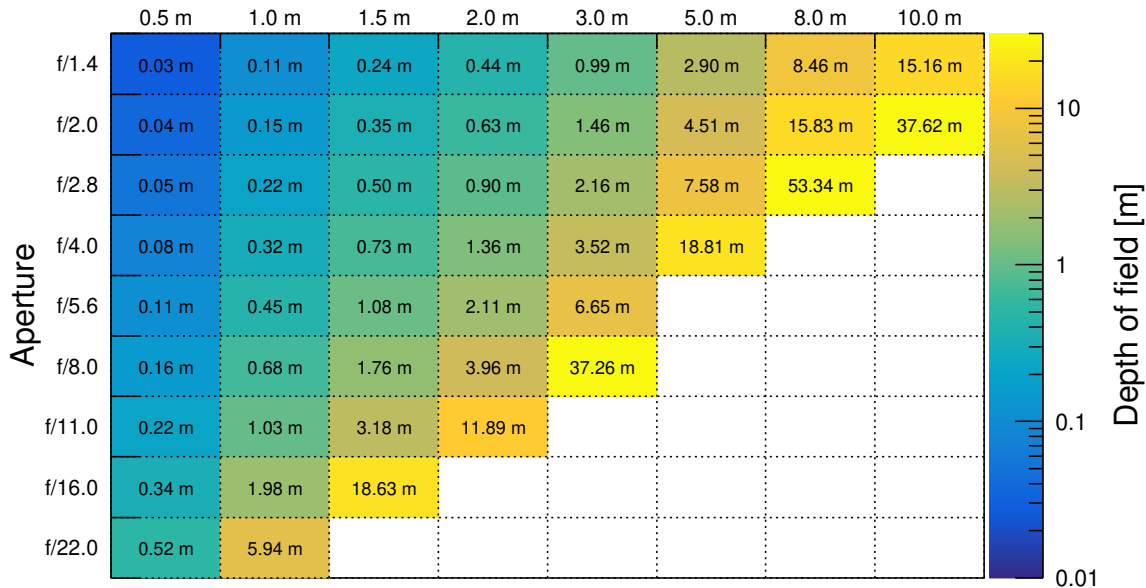 0.5 m 1.0 m 1.5 m 2.0 m 3.0 m 5.0 m 8.0 m 10.0 m
f/1.4 0.03 m 0.11 m 0.24 m 0.44 m 0.99 m 2.90 m 8.46 m 15.16 m
f/2.0 0.04 m 0.15 m 0.35 m 0.63 m 1.46 m 4.51 m 15.83 m 37.62 m
10
f/2.8 0.05 m 0.22 m 0.50 m 0.90 m 2.16 m 7.58 m 53.34 m
f/4.0 0.08 m 0.32 m 0.73 m 1.36 m 3.52 m 18.81 m
1
f/5.6 0.11 m 0.45 m 1.08 m 2.11 m 6.65 m
f/8.0 0.16 m 0.68 m 1.76 m 3.96 m 37.26 m
f/11.0 0.22 m 1.03 m 3.18 m 11.89 m
0.1
f/16.0 0.34 m 1.98 m 18.63 m
f/22.0 0.52 m 5.94 m
0.01
Aperture
Depth of field [m]